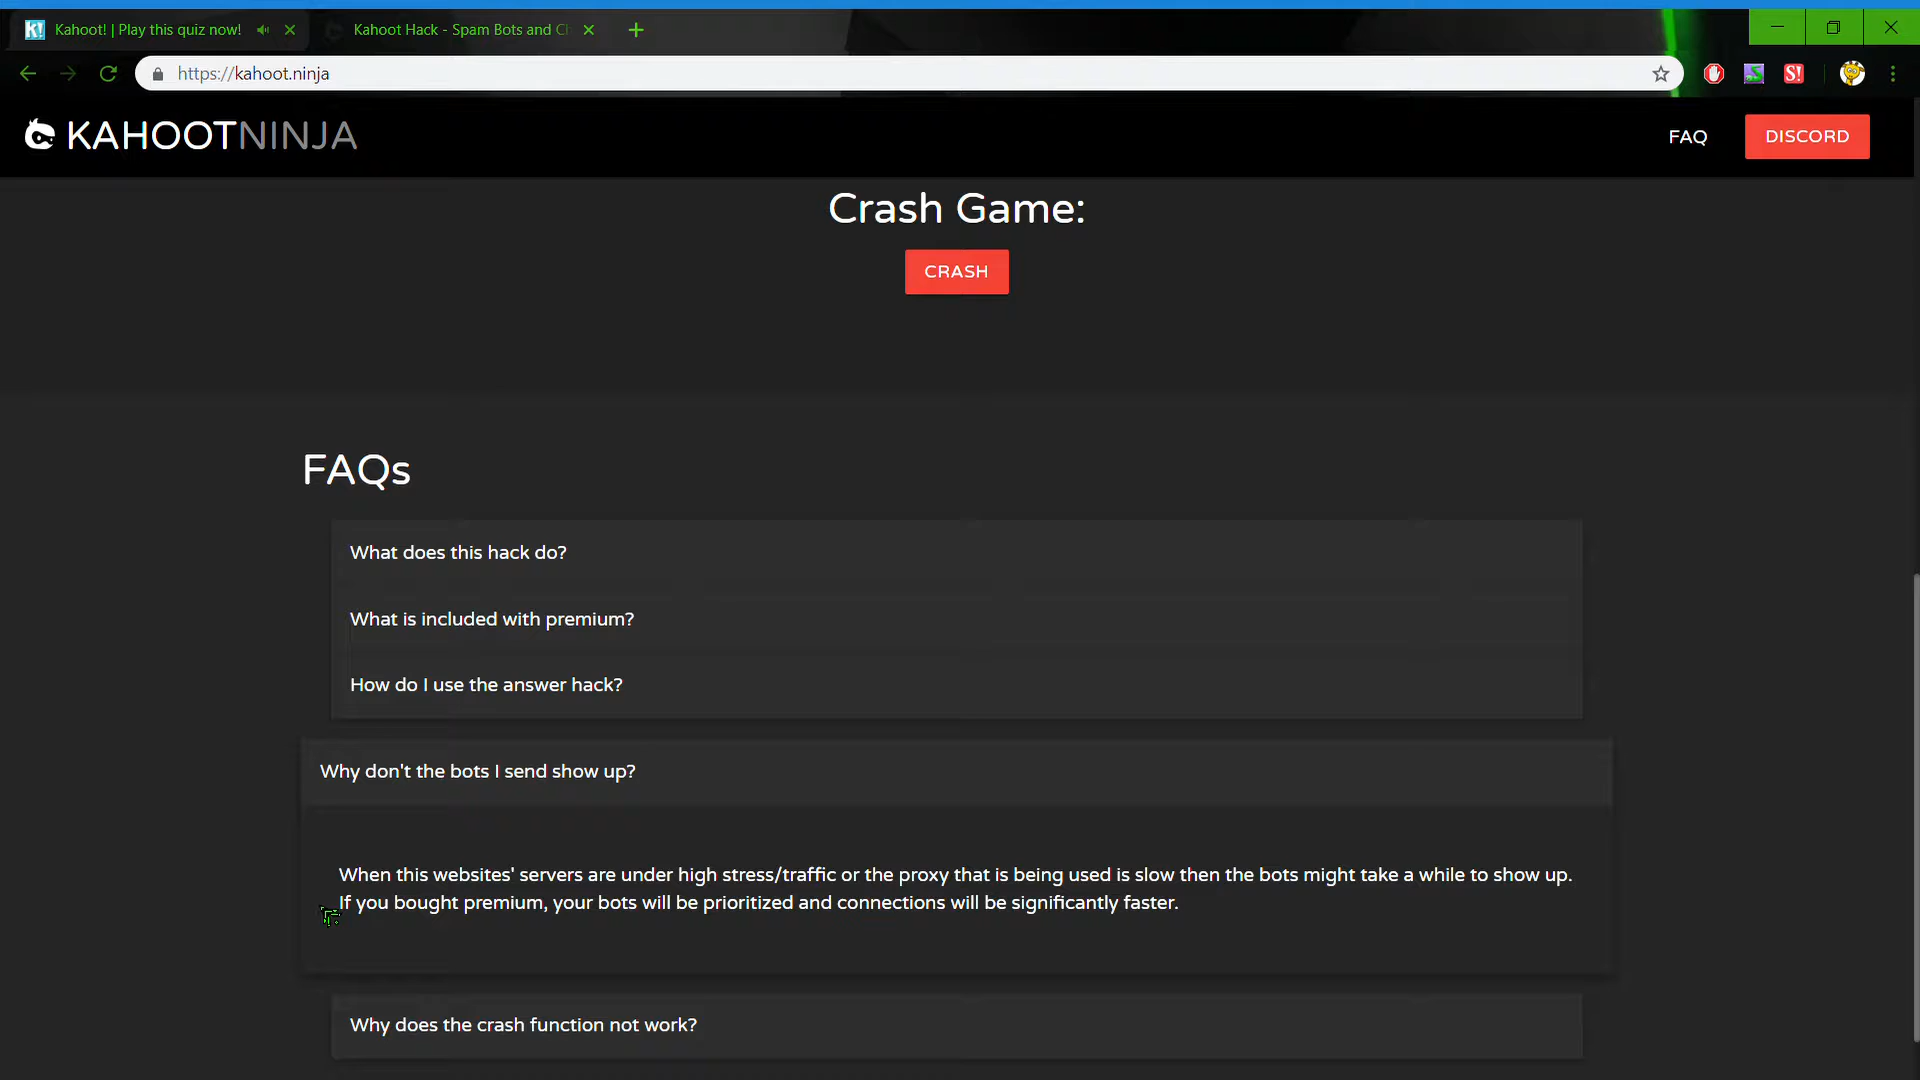 Kahoot! | Play this quiz now!
Kahoot Hack - Spam Bots and C
https://kahoot.ninja
KAHOOTNINJA
FAQ
DISCORD
Crash Game:
CRASH
FAQs
What does this hack do?
What is included with premium?
How do I use the answer hack?
Why don't the bots I send show up?
When this websites' servers are under high stress/traffic or the proxy that is being used is slow then the bots might take a while to show up.
If you bought premium, your bots will be prioritized and connections will be significantly faster.
Why does the crash function not work?